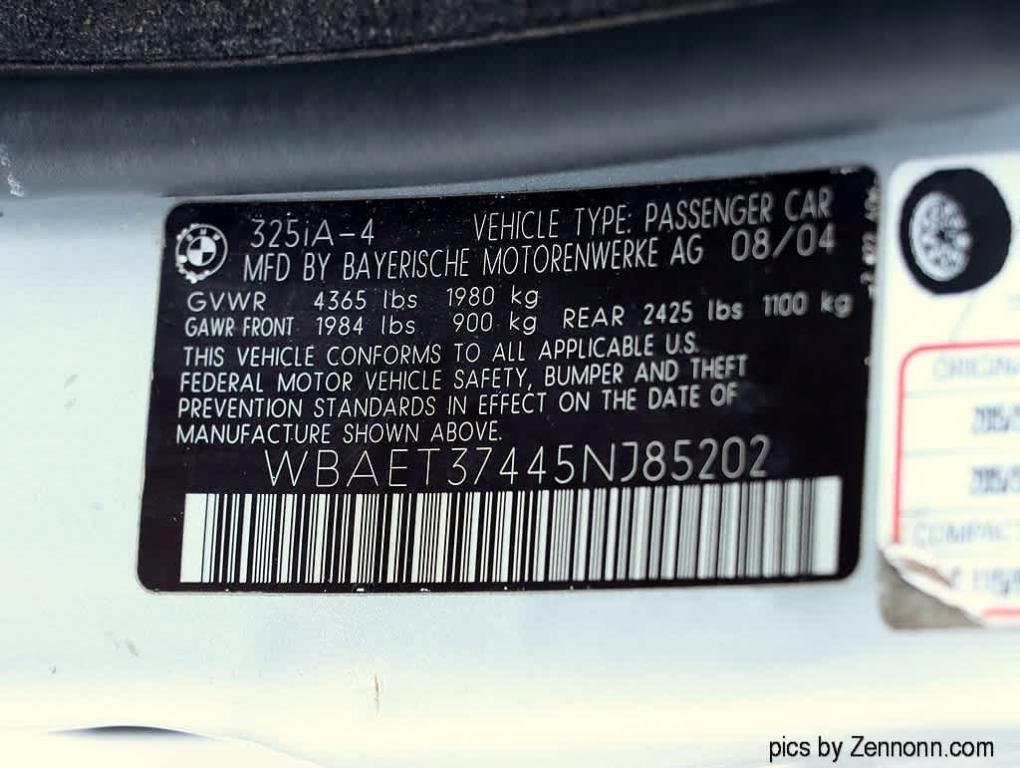 325iA-4 VEHICLE TYPE: PASSENGER CAR
MFD BY BAYERISCHE MOTORENWERKE AG 08/04
GVWR 4365 lbs 1980 kg
GAWR FRONT 1984 lbs 900 kg REAR 2425 lbs 1100 kg
THIS VEHICLE CONFORMS TO ALL APPLICABLE U.S.
FEDERAL MOTOR VEHICLE SAFETY, BUMPER AND THEFT
PREVENTION STANDARDS IN EFFECT ON THE DATE OF
MANUFACTURE SHOWN ABOVE.
WBAET37445NJ85202
pics by Zennonn.com